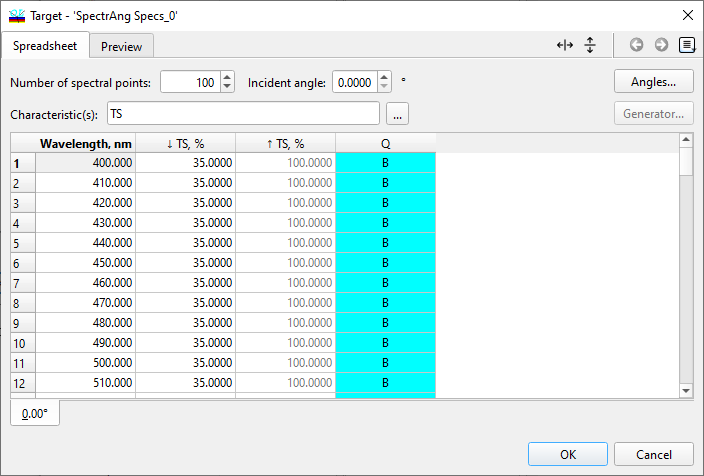 Target - 'SpectrAng Specs_0'
Spreadsheet Preview
Number of spectral points: 100 Incident angle: 0.0000 ° Angles...
Characteristic(s): TS ... Generator...
Wavelength, nm ↓ TS, % ↑ TS, % Q
1 400.000 35.0000 100.0000 B
2 410.000 35.0000 100.0000 B
3 420.000 35.0000 100.0000 B
4 430.000 35.0000 100.0000 B
5 440.000 35.0000 100.0000 B
6 450.000 35.0000 100.0000 B
7 460.000 35.0000 100.0000 B
8 470.000 35.0000 100.0000 B
9 480.000 35.0000 100.0000 B
10 490.000 35.0000 100.0000 B
11 500.000 35.0000 100.0000 B
12 510.000 35.0000 100.0000 B
0.00°
OK Cancel